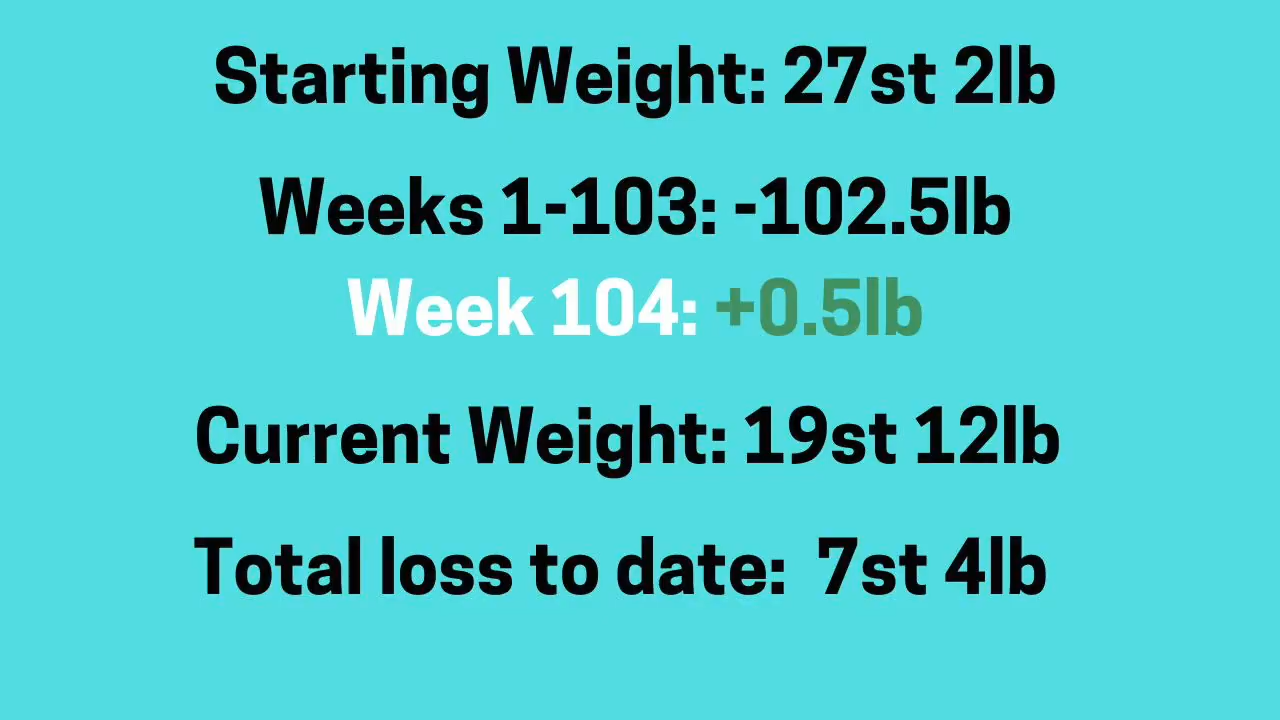 Starting Weight: 27st 2lb
Weeks 1-103: -102.5lb
Week 104: +0.5lb
Current Weight: 19st 12lb
Total loss to date: 7st 4lb